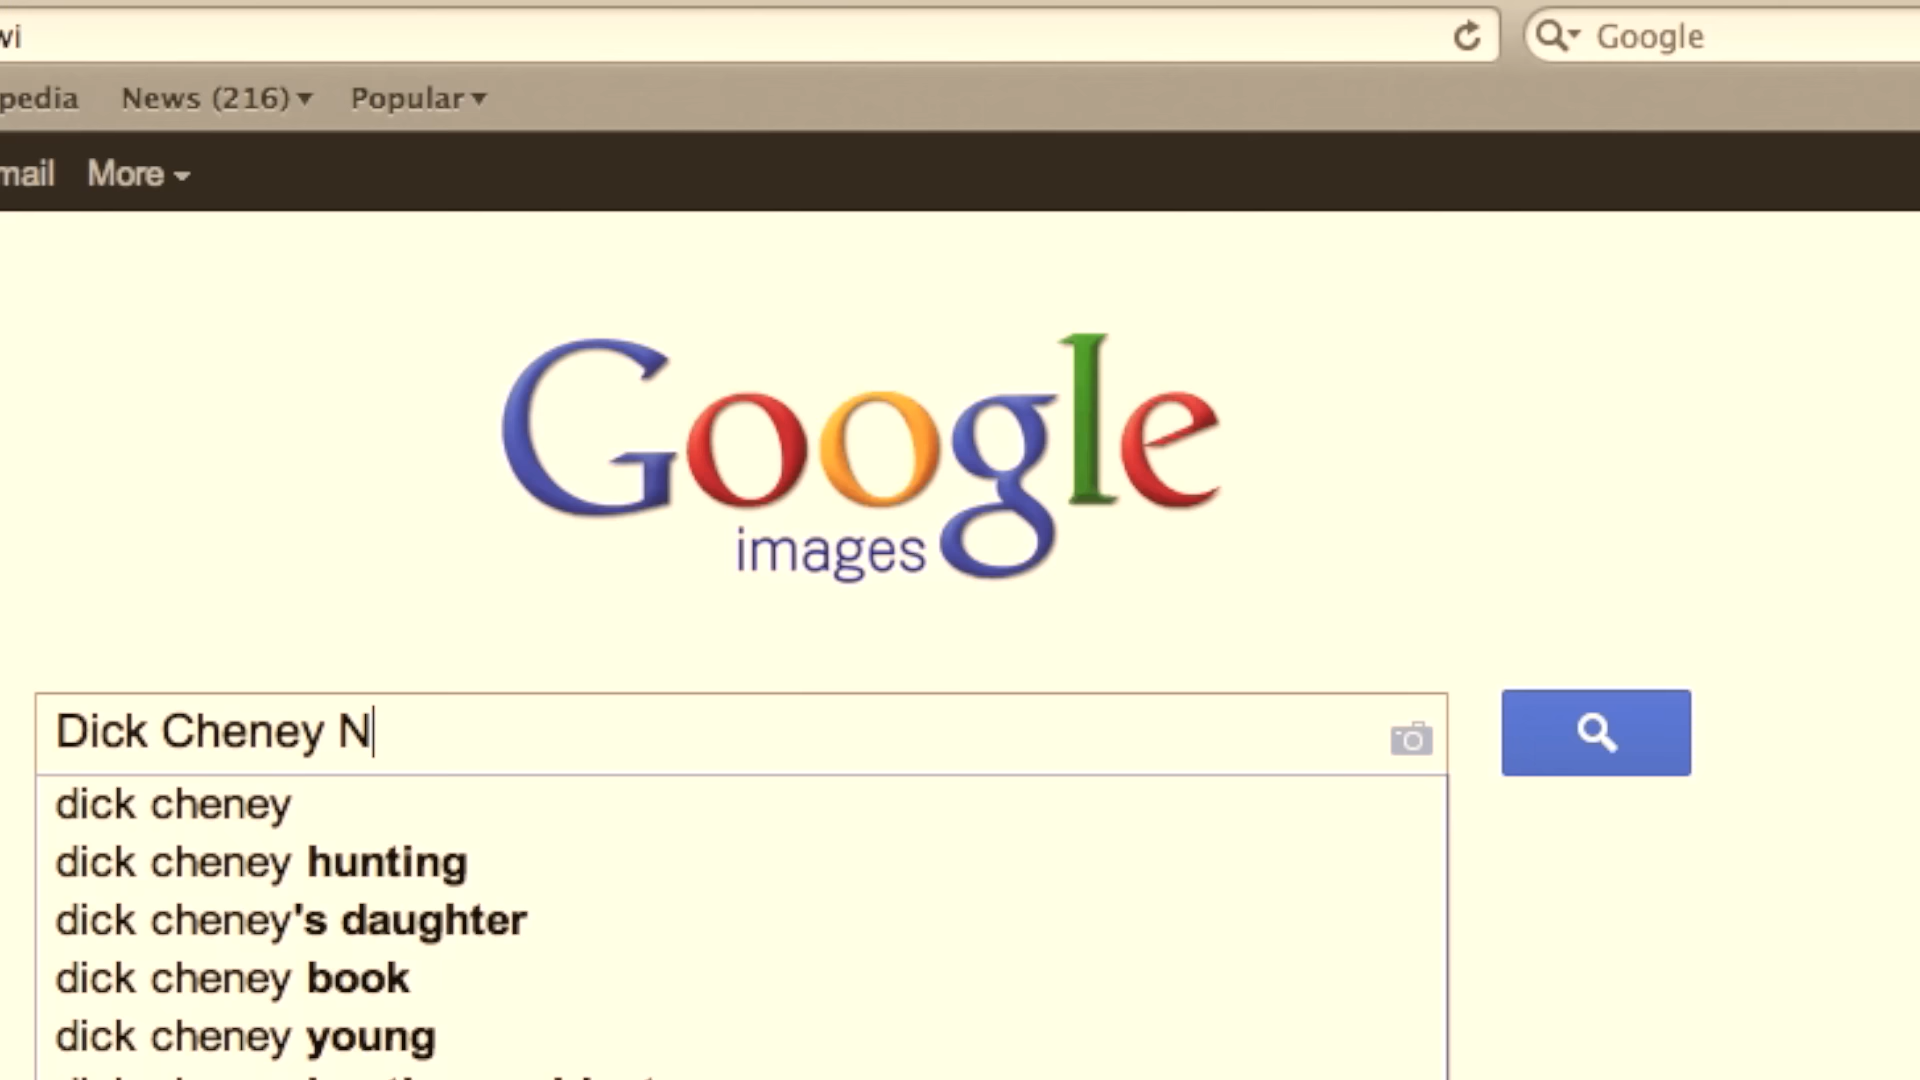 wi
Google
pedia News (216) Popular
mail More
Google
images
Dick Cheney N
dick cheney
dick cheney hunting
dick cheney's daughter
dick cheney book
dick cheney young